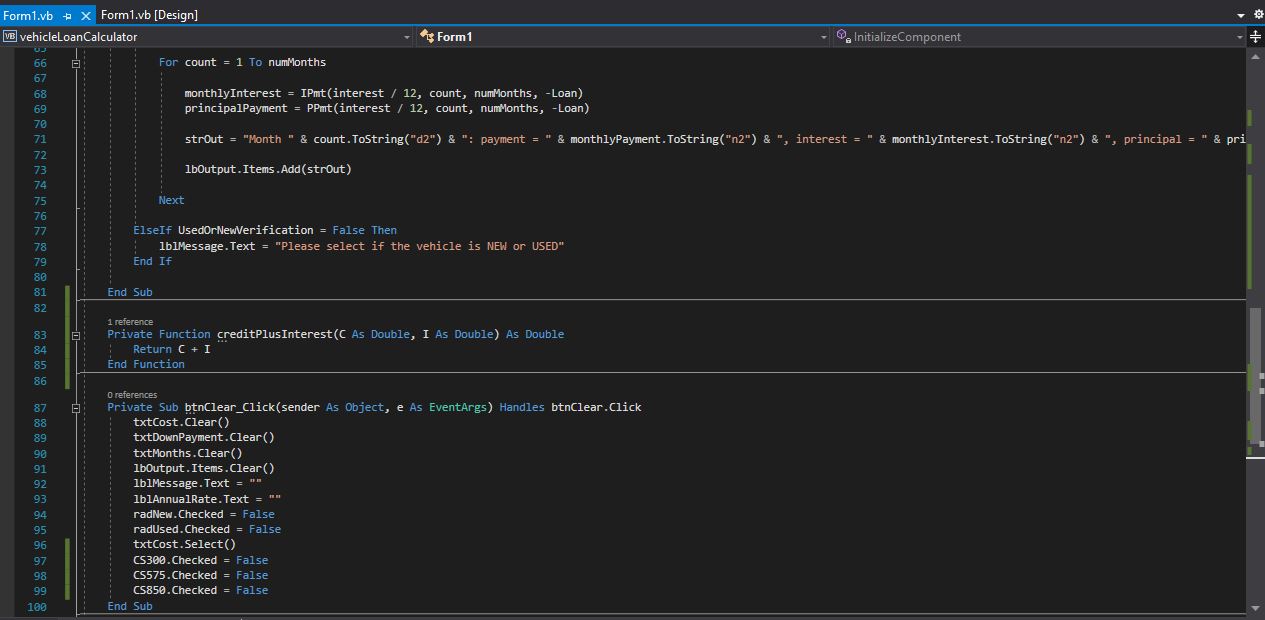 Form1.vb Form1.vb [Design]
VB vehicleLoanCalculator Form1 InitializeComponent
65
66 For count = 1 To numMonths
67
68 monthlyInterest = IPmt(interest / 12, count, numMonths, -Loan)
69 principalPayment = PPmt(interest / 12, count, numMonths, -Loan)
70
71 strOut = "Month " & count.ToString("d2") & ": payment = " & monthlyPayment.ToString("n2") & ", interest = " & monthlyInterest.ToString("n2") & ", principal = " & pri
72
73 lbOutput.Items.Add(strOut)
74
75 Next
76
77 ElseIf UsedOrNewVerification = False Then
78 lblMessage.Text = "Please select if the vehicle is NEW or USED"
79 End If
80
81 End Sub
82
1 reference
83 Private Function creditPlusInterest(C As Double, I As Double) As Double
84 Return C + I
85 End Function
86
0 references
87 Private Sub btnClear_Click(sender As Object, e As EventArgs) Handles btnClear.Click
88 txtCost.Clear()
89 txtDownPayment.Clear()
90 txtMonths.Clear()
91 lbOutput.Items.Clear()
92 lblMessage.Text = ""
93 lblAnnualRate.Text = ""
94 radNew.Checked = False
95 radUsed.Checked = False
96 txtCost.Select()
97 CS300.Checked = False
98 CS575.Checked = False
99 CS850.Checked = False
100 End Sub